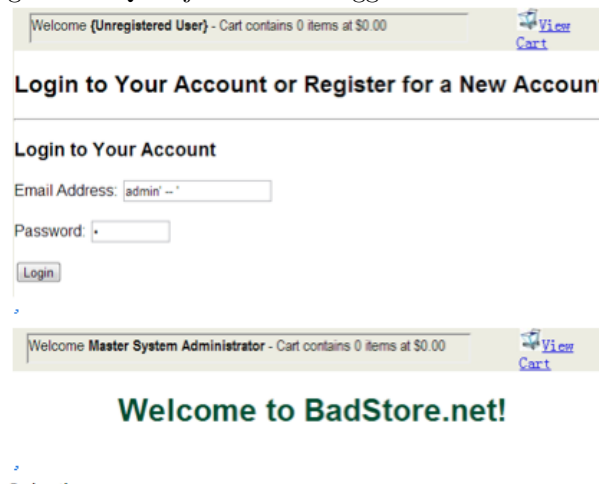 Welcome {Unregistered User} - Cart contains 0 items at $0.00
View Cart
Login to Your Account or Register for a New Accoun
Login to Your Account
Email Address: admin' -- '
Password: •
Login
,
Welcome Master System Administrator - Cart contains 0 items at $0.00
View Cart
Welcome to BadStore.net!
,